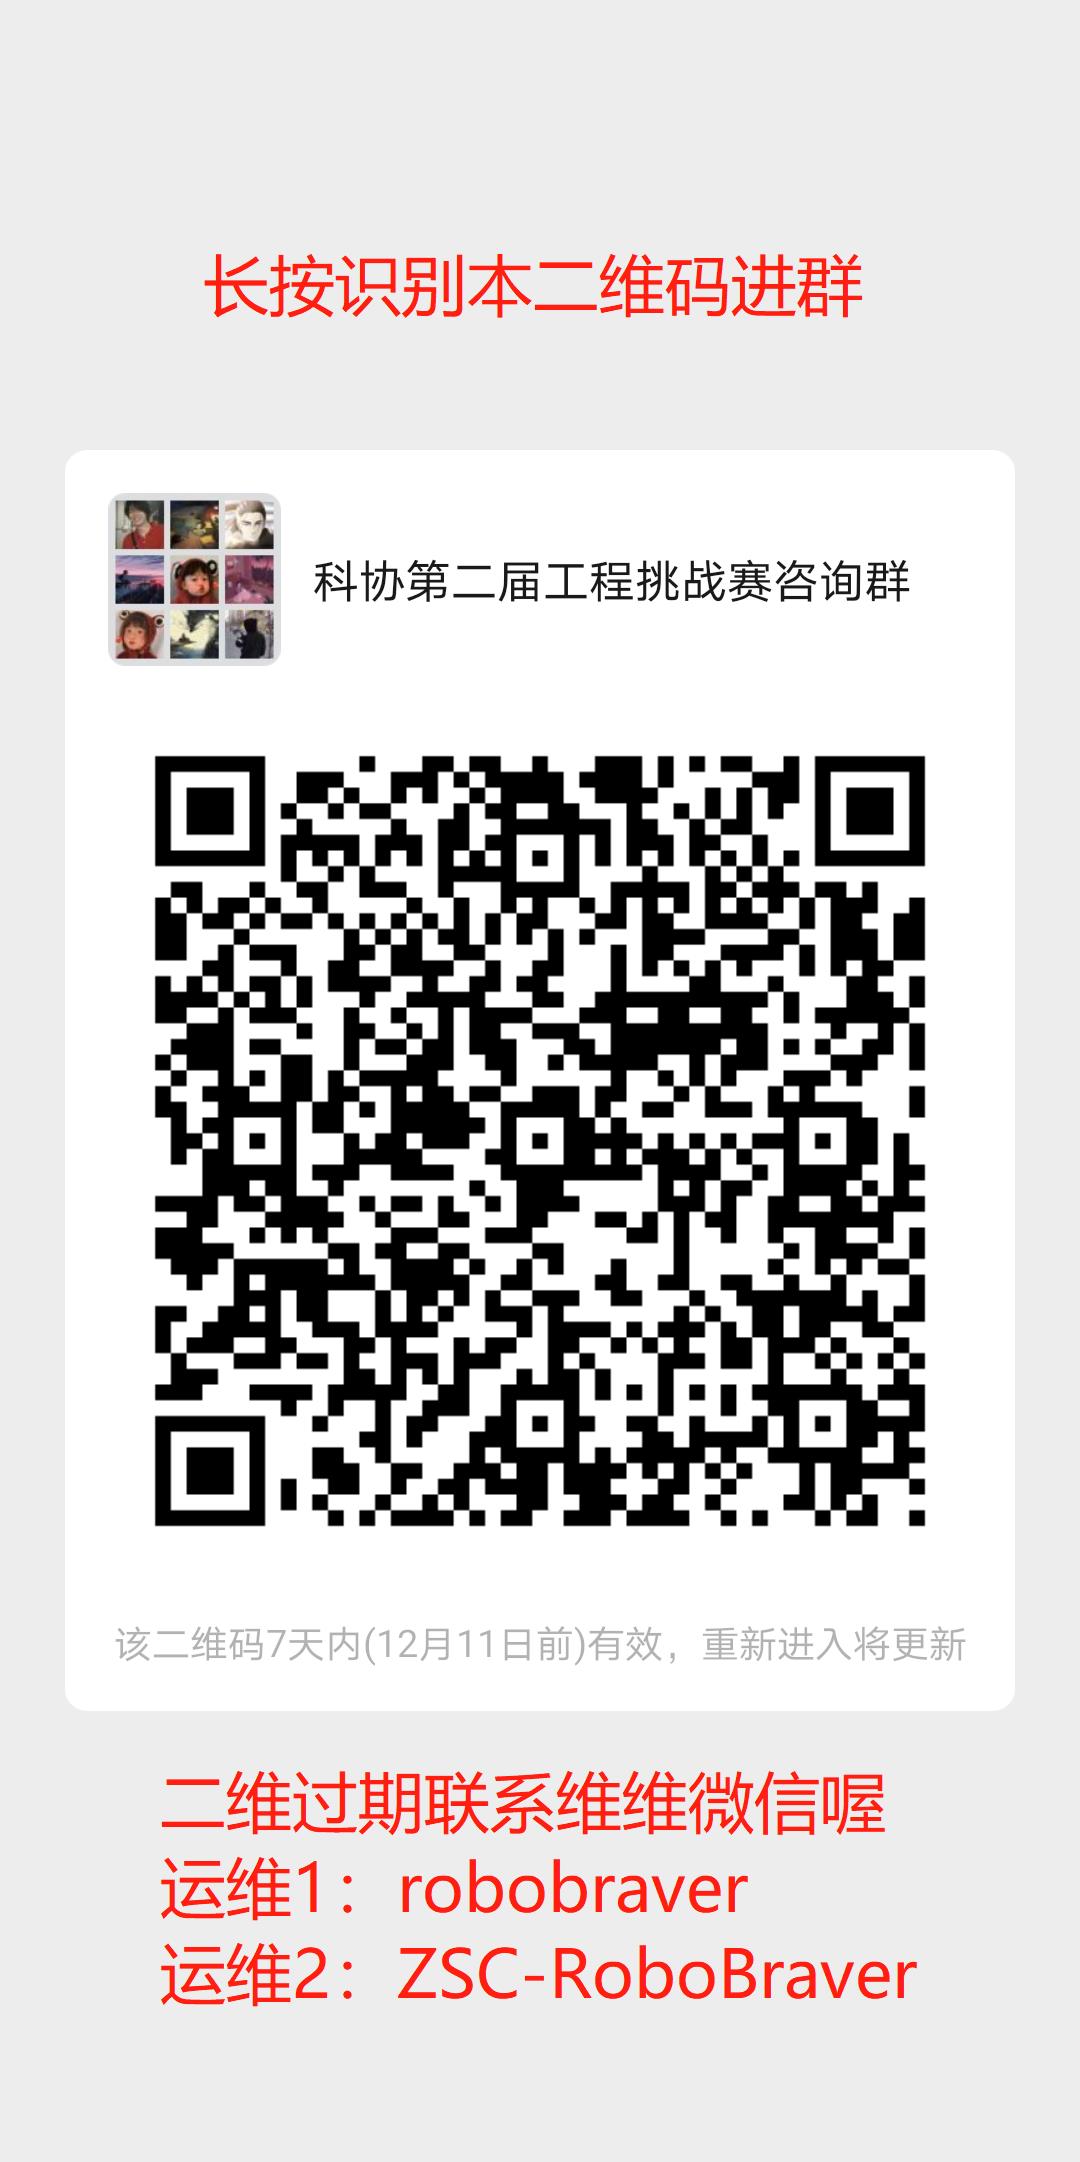 长按识别本二维码进群
科协第二届工程挑战赛咨询群
该二维码7天内(12月11日前)有效，重新进入将更新
二维过期联系维维微信喔
运维1：robobraver
运维2：ZSC-RoboBraver